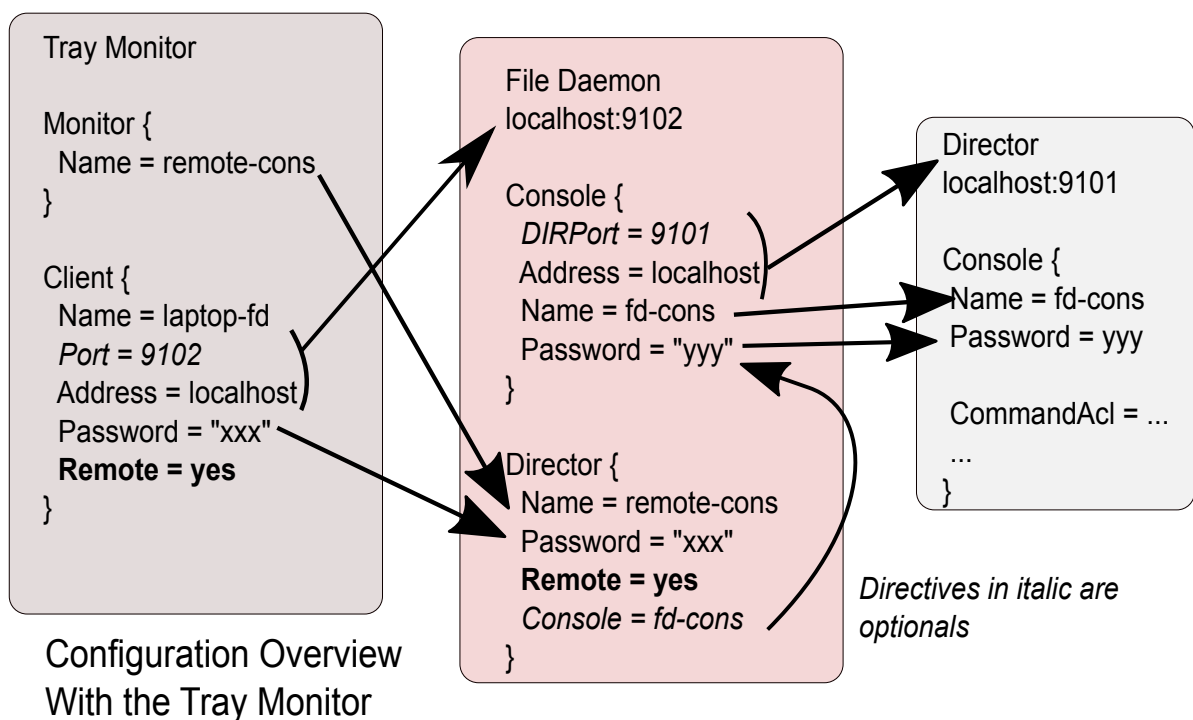 Tray Monitor
Monitor {
Name = remote-cons
}
Client {
Name = laptop-fd
Port = 9102
Address = localhost
Password = "xxx"
Remote = yes
}
File Daemon
localhost:9102
Console {
DIRPort = 9101
Address = localhost
Name = fd-cons
Password = "yyy"
}
Director {
Name = remote-cons
Password = "xxx"
Remote = yes
Console = fd-cons
}
Director
localhost:9101
Console {
Name = fd-cons
Password = yyy
CommandAcl = ...
...
}
Directives in italic are
optionals
Configuration Overview
With the Tray Monitor